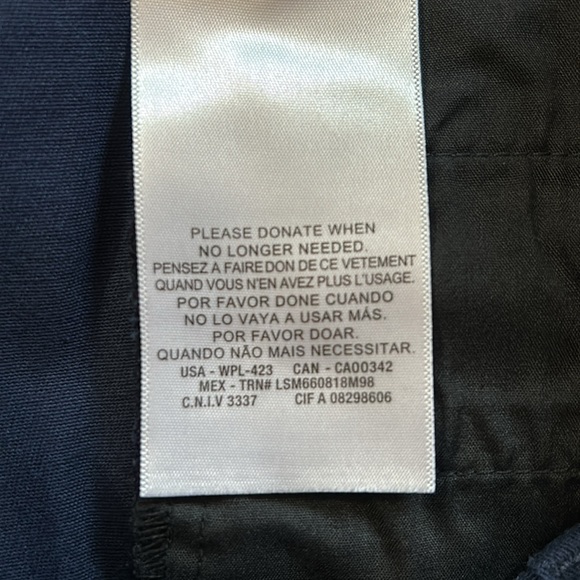 PLEASE DONATE WHEN
NO LONGER NEEDED.
PENSEZ A FAIRE DON DE CE VETEMENT
QUAND VOUS N'EN AVEZ PLUS L'USAGE.
POR FAVOR DONE CUANDO
NO LO VAYA A USAR MÁS.
POR FAVOR DOAR.
QUANDO NÃO MAIS NECESSITAR.
USA - WPL-423 CAN - CA00342
MEX - TRN# LSM660818M98
C.N.I.V 3337 CIF A 08298606